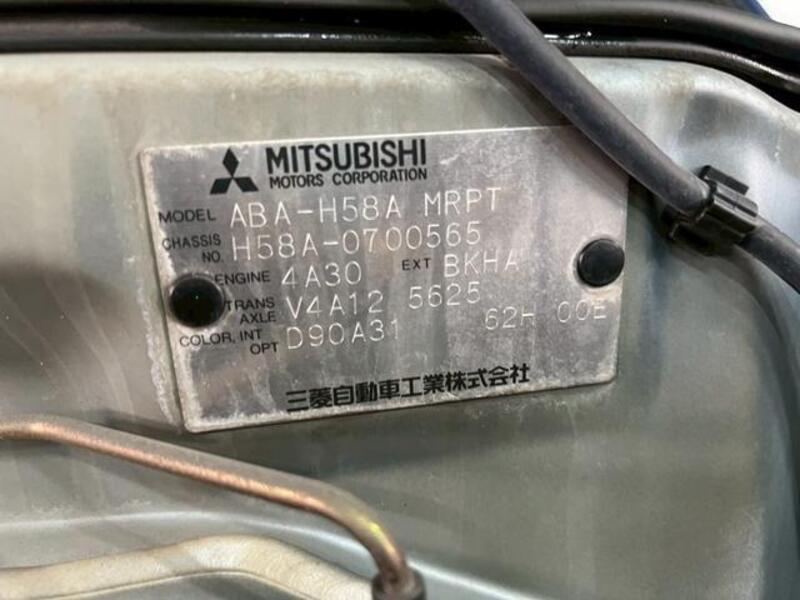 MITSUBISHI
MOTORS CORPORATION
MODEL ABA-H58A MRPT
CHASSIS NO. H58A-0700565
ENGINE 4A30 EXT BKHA
TRANS AXLE V4A12 5625
COLOR, INT OPT D90A31 62H 00E
三菱自動車工業株式会社